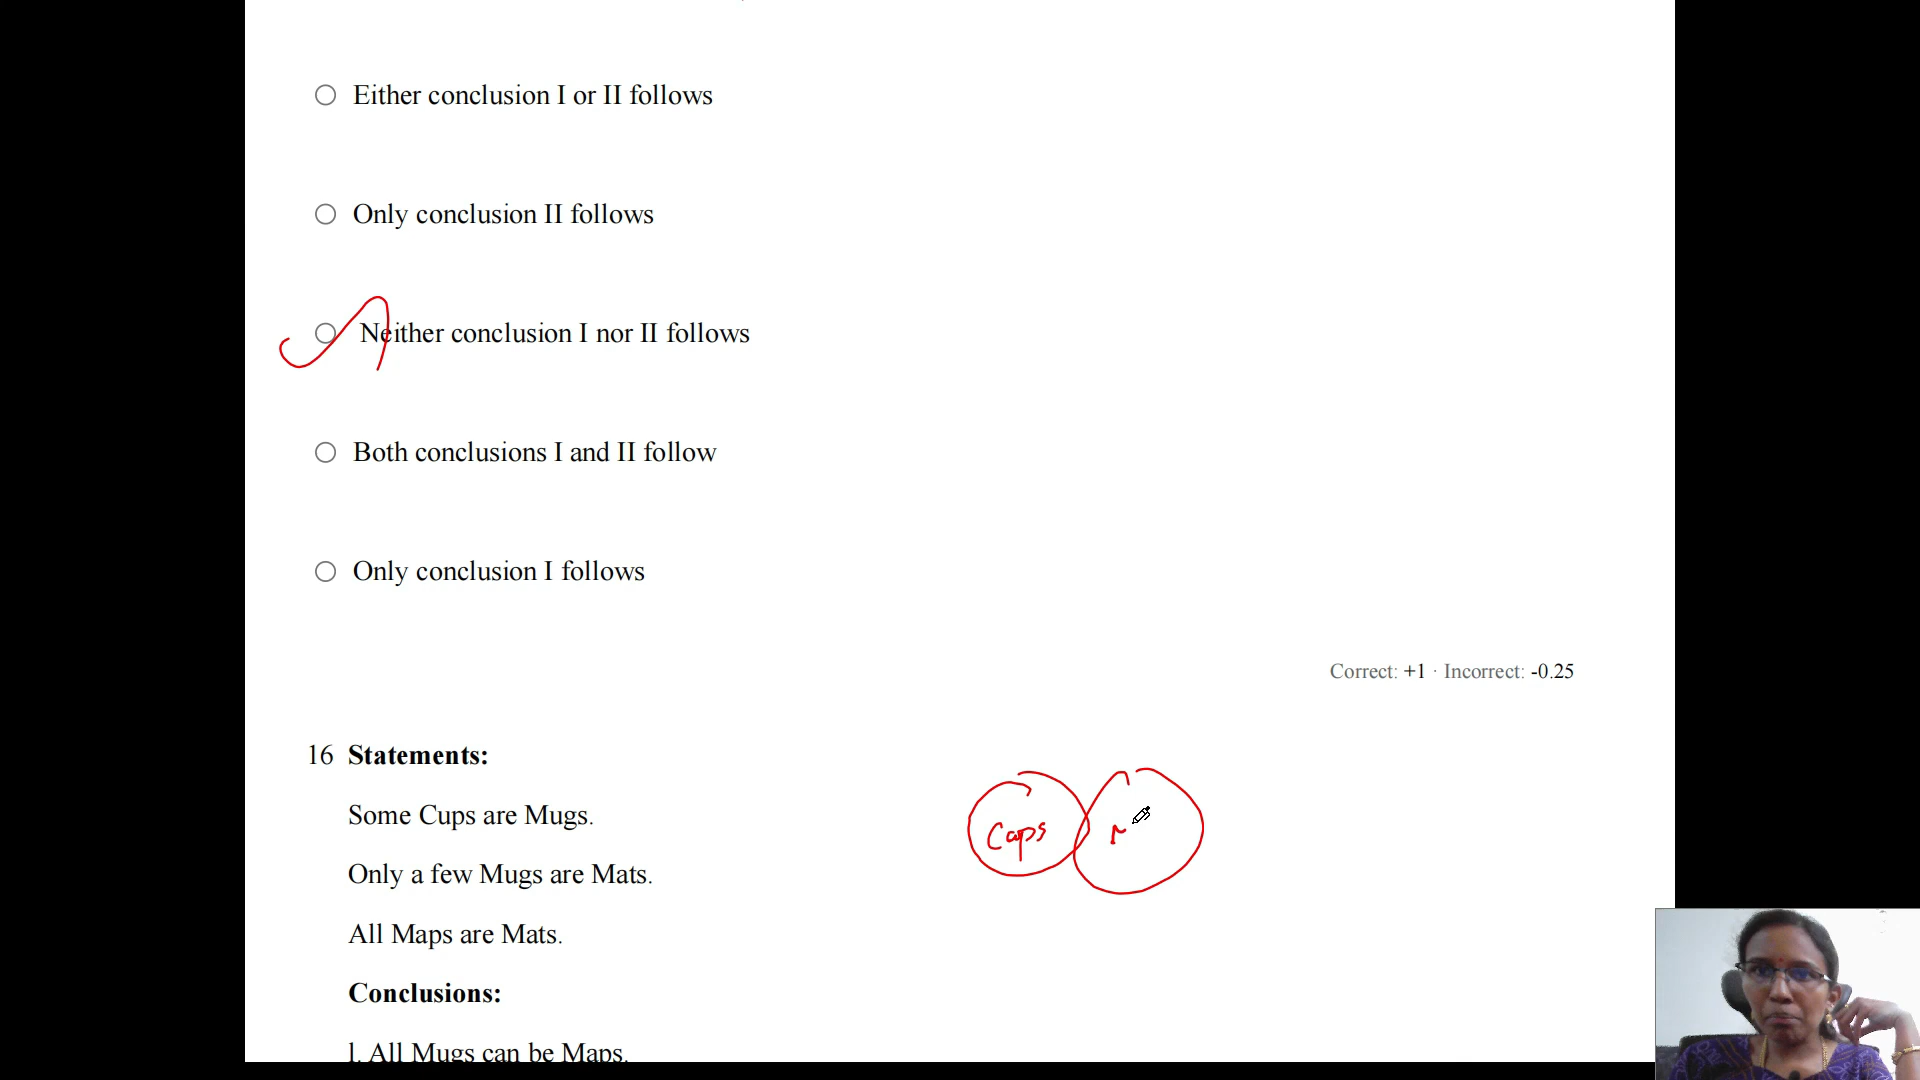 Either conclusion I or II follows
Only conclusion II follows
Neither conclusion I nor II follows
Both conclusions I and II follow
Only conclusion I follows
Correct: +1 · Incorrect: -0.25
16 Statements:
Some Cups are Mugs.
Only a few Mugs are Mats.
All Maps are Mats.
Conclusions:
l. All Mugs can be Maps.
Cups